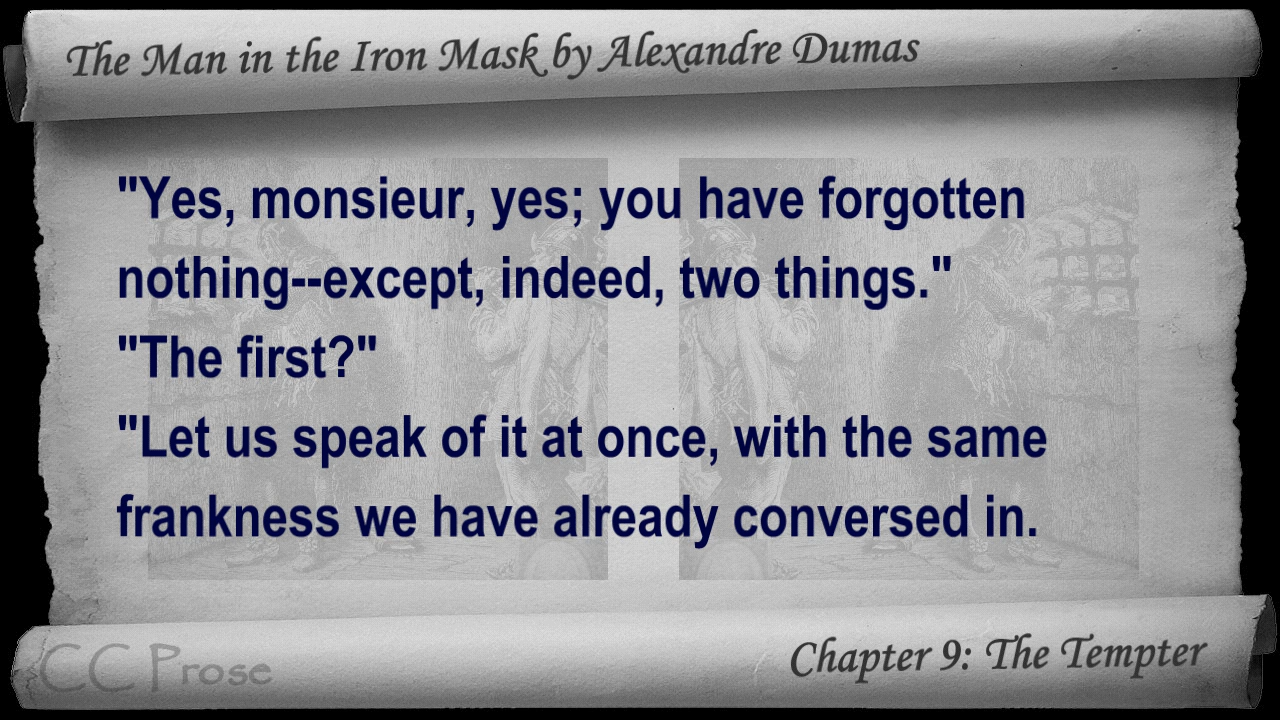 The Man in the Iron Mask by Alexandre Dumas
"Yes, monsieur, yes; you have forgotten
nothing--except, indeed, two things."
"The first?"
"Let us speak of it at once, with the same
frankness we have already conversed in.
CC Prose
Chapter 9: The Tempter